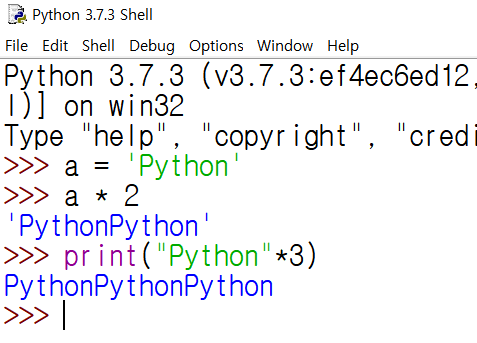 Python 3.7.3 Shell
File Edit Shell Debug Options Window Help
Python 3.7.3 (v3.7.3:ef4ec6ed12,
l)] on win32
Type "help", "copyright", "credi
>>> a = 'Python'
>>> a * 2
'PythonPython'
>>> print("Python"*3)
PythonPythonPython
>>>